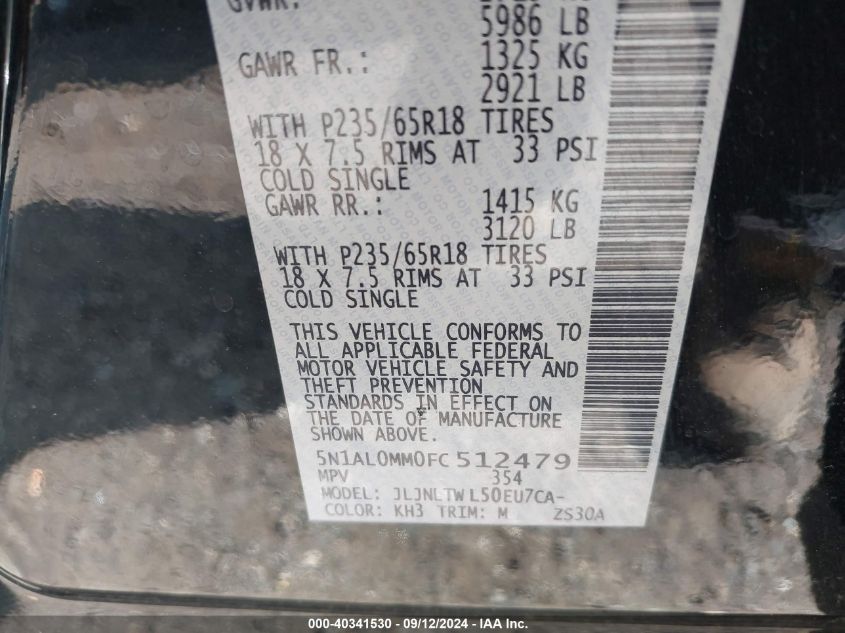 GVWR:
5986 LB
GAWR FR.: 1325 KG
2921 LB
WITH P235/65R18 TIRES
18 X 7.5 RIMS AT 33 PSI
COLD SINGLE
GAWR RR.: 1415 KG
3120 LB
WITH P235/65R18 TIRES
18 X 7.5 RIMS AT 33 PSI
COLD SINGLE
THIS VEHICLE CONFORMS TO
ALL APPLICABLE FEDERAL
MOTOR VEHICLE SAFETY AND
THEFT PREVENTION
STANDARDS IN EFFECT ON
THE DATE OF MANUFACTURE
SHOWN ABOVE.
5N1AL0MM0FC 512479
MPV 354
MODEL: JLJNLTW L50EU7CA-
COLOR: KH3 TRIM: M ZS30A
000-40341530 - 09/12/2024 - IAA Inc.